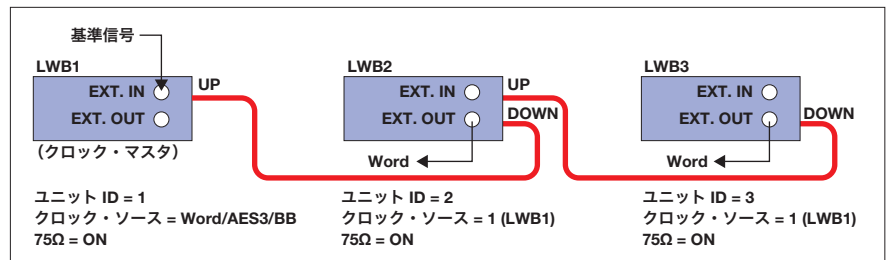 基準信号
LWB1
EXT. IN
EXT. OUT
UP
(クロック・マスタ)
ユニット ID = 1
クロック・ソース = Word/AES3/BB
75Ω = ON
LWB2
EXT. IN
EXT. OUT
UP
DOWN
Word
ユニット ID = 2
クロック・ソース = 1 (LWB1)
75Ω = ON
LWB3
EXT. IN
EXT. OUT
DOWN
Word
ユニット ID = 3
クロック・ソース = 1 (LWB1)
75Ω = ON